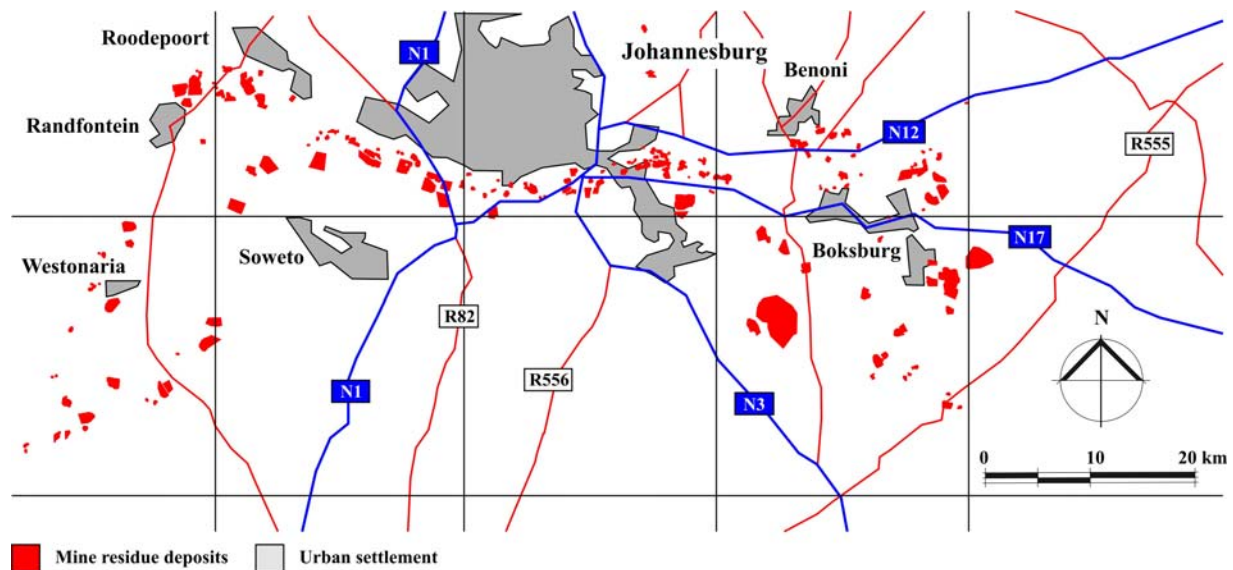 Roodepoort
N1
Johannesburg
Benoni
Randfontein
N12
R555
Westonaria
Soweto
Boksburg
N17
R82
N
N1
R556
N3
0 10 20 km
Mine residue deposits Urban settlement